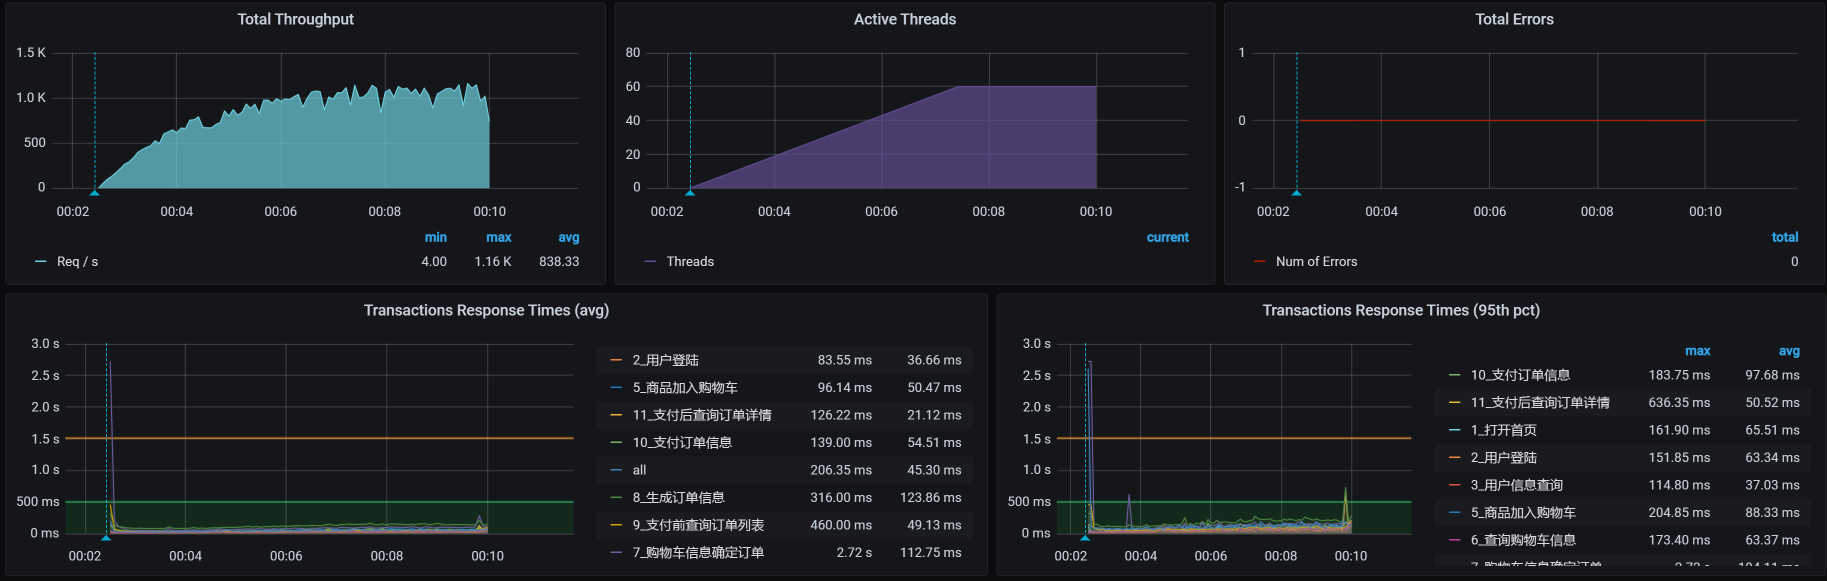 Total Throughput
1.5 K
1.0 K
500
0
00:02 00:04 00:06 00:08 00:10
min max avg
Req / s 4.00 1.16 K 838.33
Active Threads
80
60
40
20
0
00:02 00:04 00:06 00:08 00:10
current
Threads
Total Errors
1
0
-1
00:02 00:04 00:06 00:08 00:10
total
Num of Errors 0
Transactions Response Times (avg)
3.0 s
2.5 s
2.0 s
1.5 s
1.0 s
500 ms
0 ms
00:02 00:04 00:06 00:08 00:10
2_用户登陆 83.55 ms 36.66 ms
5_商品加入购物车 96.14 ms 50.47 ms
11_支付后查询订单详情 126.22 ms 21.12 ms
10_支付订单信息 139.00 ms 54.51 ms
all 206.35 ms 45.30 ms
8_生成订单信息 316.00 ms 123.86 ms
9_支付前查询订单列表 460.00 ms 49.13 ms
7_购物车信息确定订单 2.72 s 112.75 ms
Transactions Response Times (95th pct)
3.0 s
2.5 s
2.0 s
1.5 s
1.0 s
500 ms
0 ms
00:02 00:04 00:06 00:08 00:10
max avg
10_支付订单信息 183.75 ms 97.68 ms
11_支付后查询订单详情 636.35 ms 50.52 ms
1_打开首页 161.90 ms 65.51 ms
2_用户登陆 151.85 ms 63.34 ms
3_用户信息查询 114.80 ms 37.03 ms
5_商品加入购物车 204.85 ms 88.33 ms
6_查询购物车信息 173.40 ms 63.37 ms